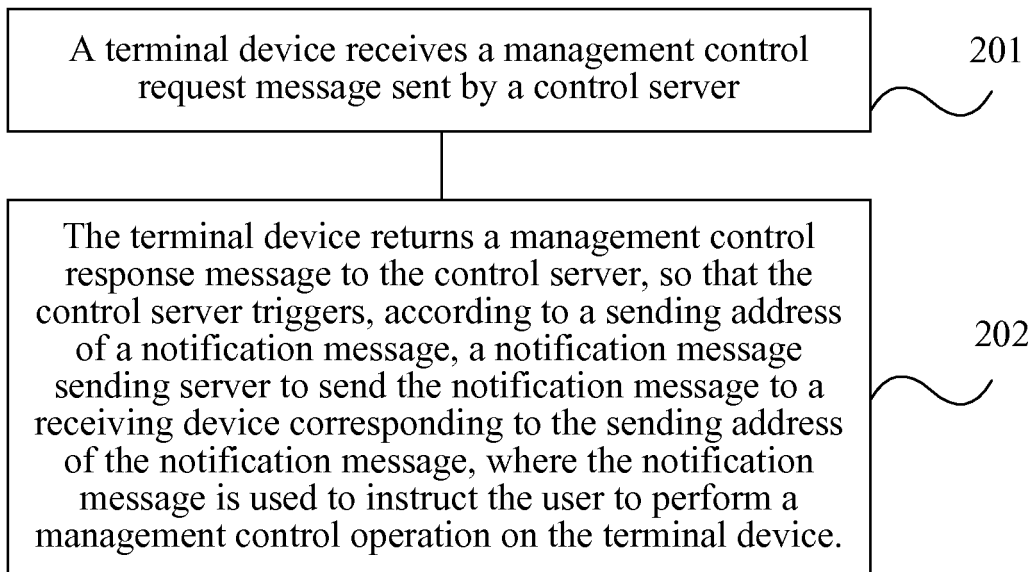 A terminal device receives a management control
request message sent by a control server
201
The terminal device returns a management control
response message to the control server, so that the
control server triggers, according to a sending address
of a notification message, a notification message
sending server to send the notification message to a
receiving device corresponding to the sending address
of the notification message, where the notification
message is used to instruct the user to perform a
management control operation on the terminal device.
202